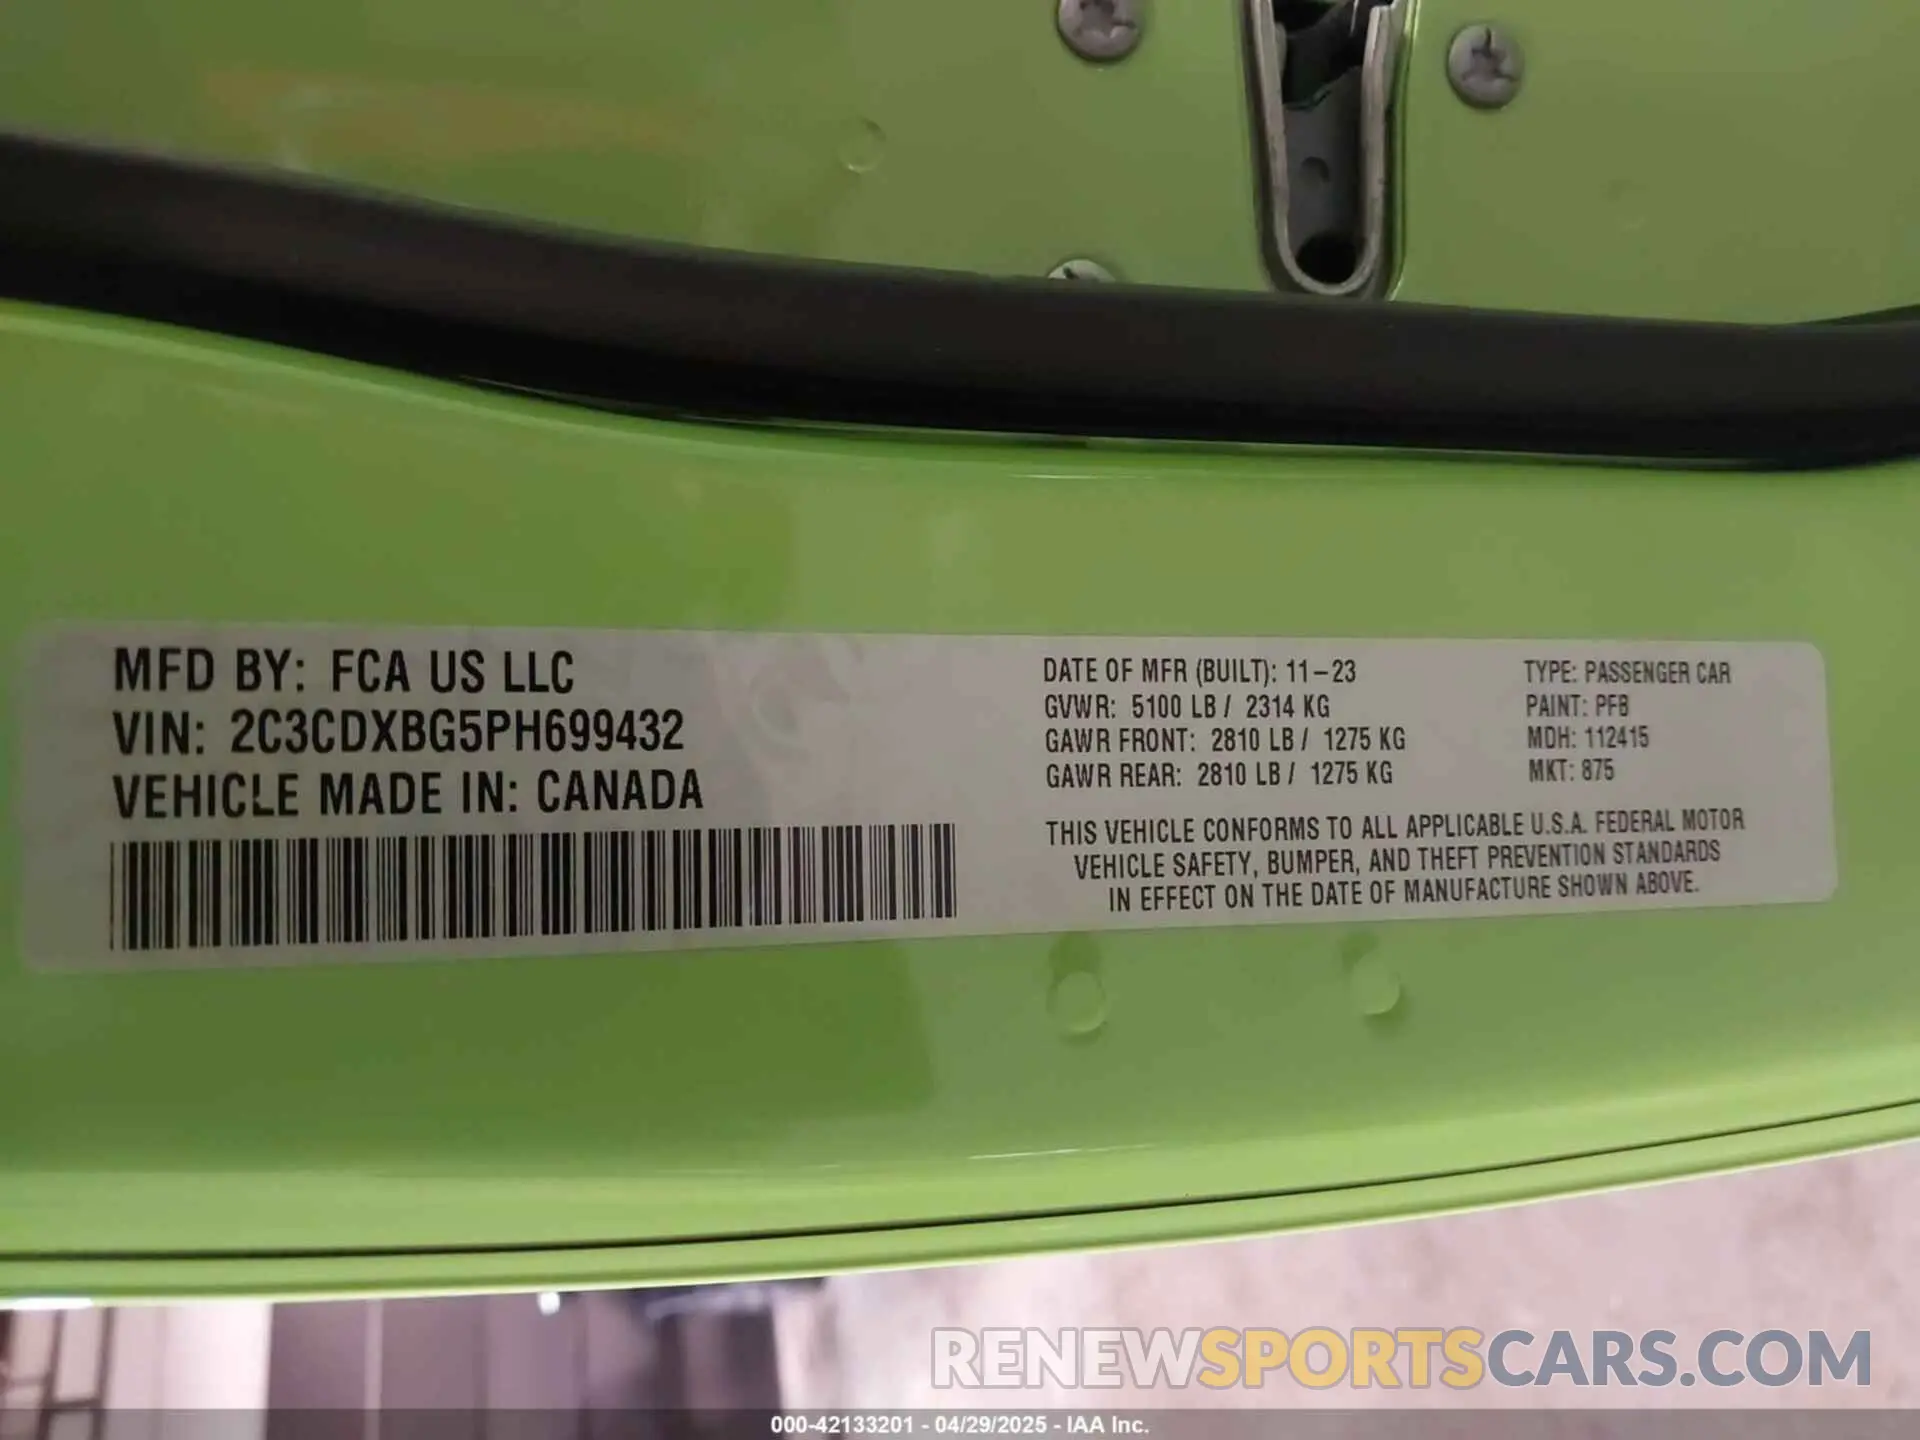 MFD BY: FCA US LLC
VIN: 2C3CDXBG5PH699432
VEHICLE MADE IN: CANADA
DATE OF MFR (BUILT): 11-23
GVWR: 5100 LB / 2314 KG
GAWR FRONT: 2810 LB / 1275 KG
GAWR REAR: 2810 LB / 1275 KG
TYPE: PASSENGER CAR
PAINT: PFB
MDH: 112415
MKT: 875
THIS VEHICLE CONFORMS TO ALL APPLICABLE U.S.A. FEDERAL MOTOR
VEHICLE SAFETY, BUMPER, AND THEFT PREVENTION STANDARDS
IN EFFECT ON THE DATE OF MANUFACTURE SHOWN ABOVE.
RENEWSPORTSCARS.COM
000-42133201 - 04/29/2025 - IAA Inc.